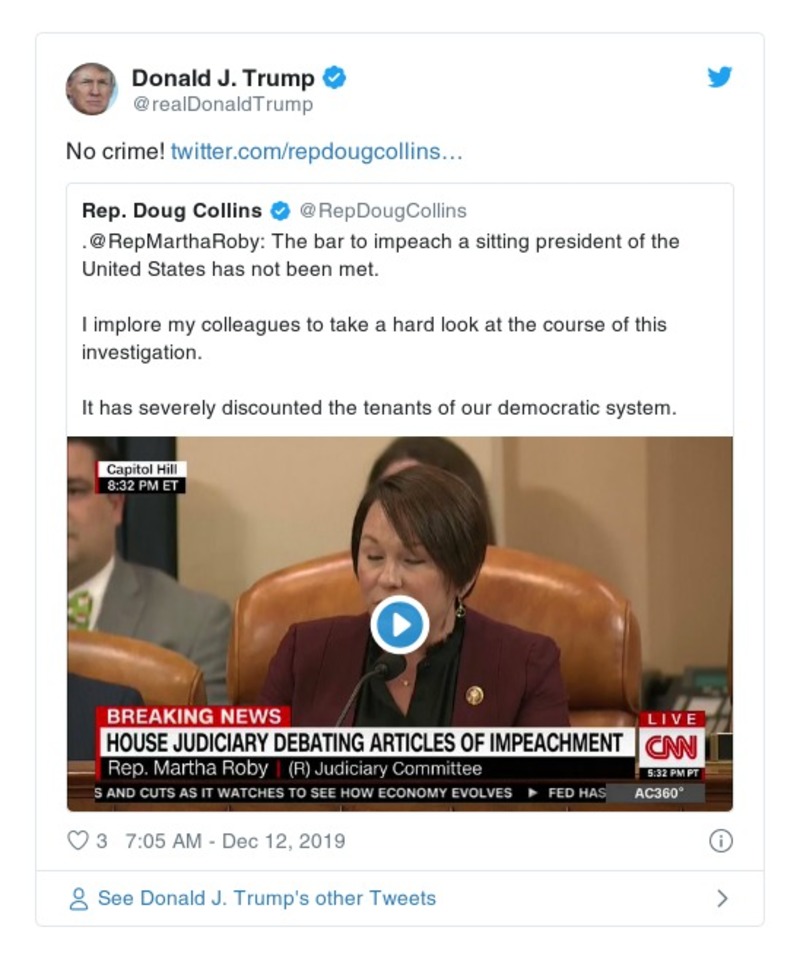 Donald J. Trump
@realDonaldTrump
No crime! twitter.com/repdougcollins…
Rep. Doug Collins @RepDougCollins
.@RepMarthaRoby: The bar to impeach a sitting president of the
United States has not been met.
I implore my colleagues to take a hard look at the course of this
investigation.
It has severely discounted the tenants of our democratic system.
Capitol Hill
8:32 PM ET
BREAKING NEWS
HOUSE JUDICIARY DEBATING ARTICLES OF IMPEACHMENT
Rep. Martha Roby | (R) Judiciary Committee
S AND CUTS AS IT WATCHES TO SEE HOW ECONOMY EVOLVES ▶ FED HAS
LIVE
CNN
5:32 PM PT
AC360°
3 7:05 AM - Dec 12, 2019
See Donald J. Trump's other Tweets